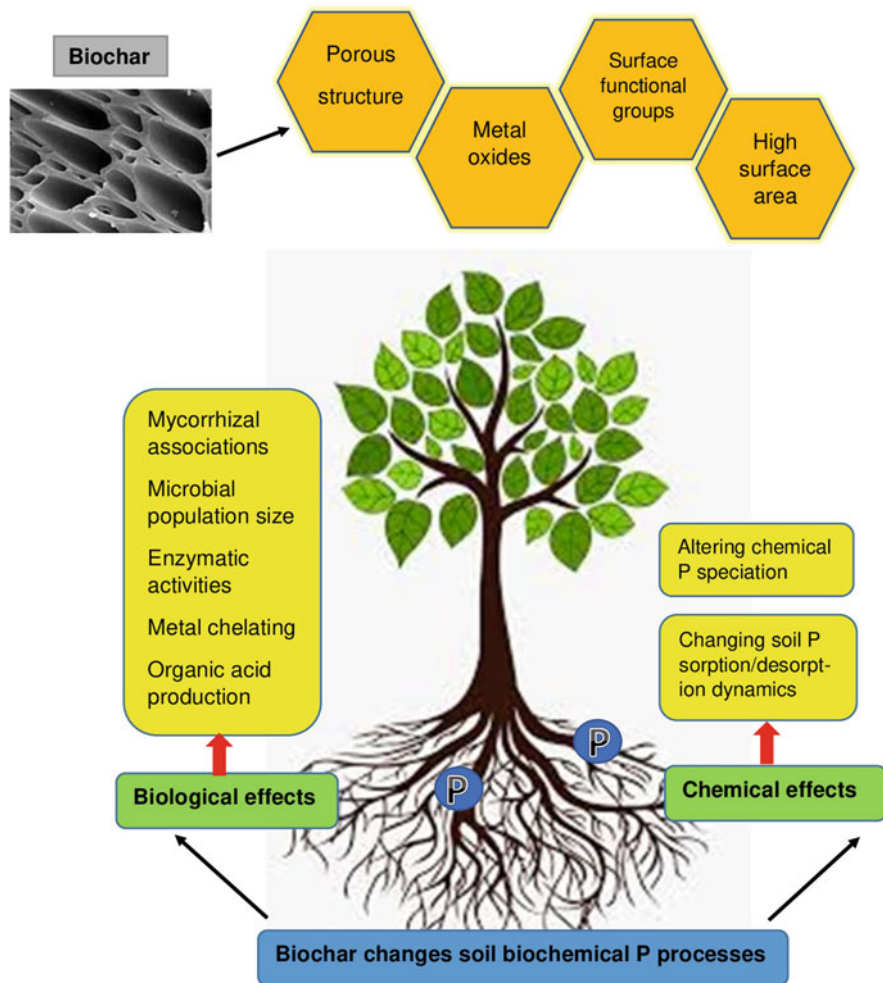 Biochar
Porous
structure
Metal
oxides
Surface
functional
groups
High
surface
area
Mycorrhizal
associations
Microbial
population size
Enzymatic
activities
Metal chelating
Organic acid
production
Altering chemical
P speciation
Changing soil P
sorption/desorpt-
ion dynamics
P
P
Biological effects
Chemical effects
Biochar changes soil biochemical P processes